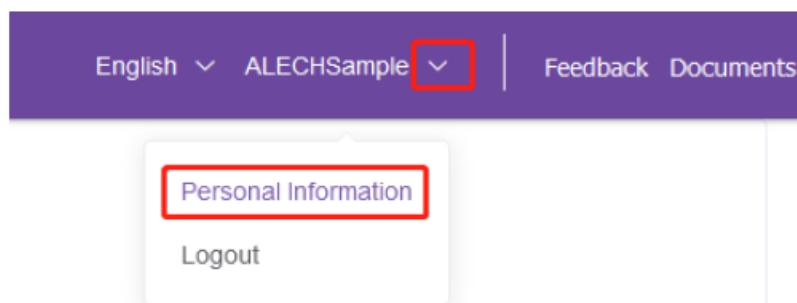 English ALECHSample Feedback Documents
Personal Information
Logout